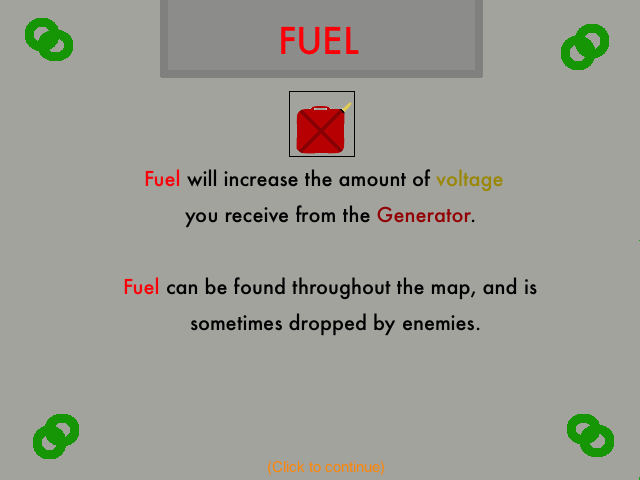 FUEL
Fuel will increase the amount of voltage
you receive from the Generator.
Fuel can be found throughout the map, and is
sometimes dropped by enemies.
(Click to continue)